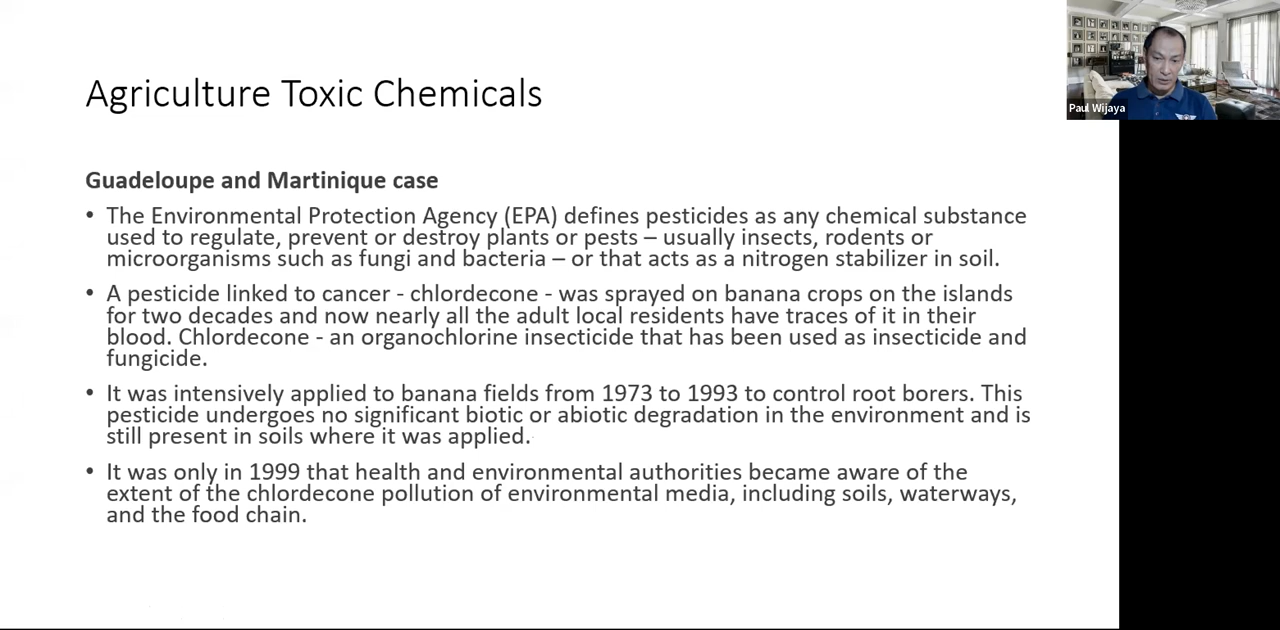 Agriculture Toxic Chemicals
Paul Wijaya
Guadeloupe and Martinique case
• The Environmental Protection Agency (EPA) defines pesticides as any chemical substance
used to regulate, prevent or destroy plants or pests – usually insects, rodents or
microorganisms such as fungi and bacteria – or that acts as a nitrogen stabilizer in soil.
• A pesticide linked to cancer - chlordecone - was sprayed on banana crops on the islands
for two decades and now nearly all the adult local residents have traces of it in their
blood. Chlordecone - an organochlorine insecticide that has been used as insecticide and
fungicide.
• It was intensively applied to banana fields from 1973 to 1993 to control root borers. This
pesticide undergoes no significant biotic or abiotic degradation in the environment and is
still present in soils where it was applied.
• It was only in 1999 that health and environmental authorities became aware of the
extent of the chlordecone pollution of environmental media, including soils, waterways,
and the food chain.